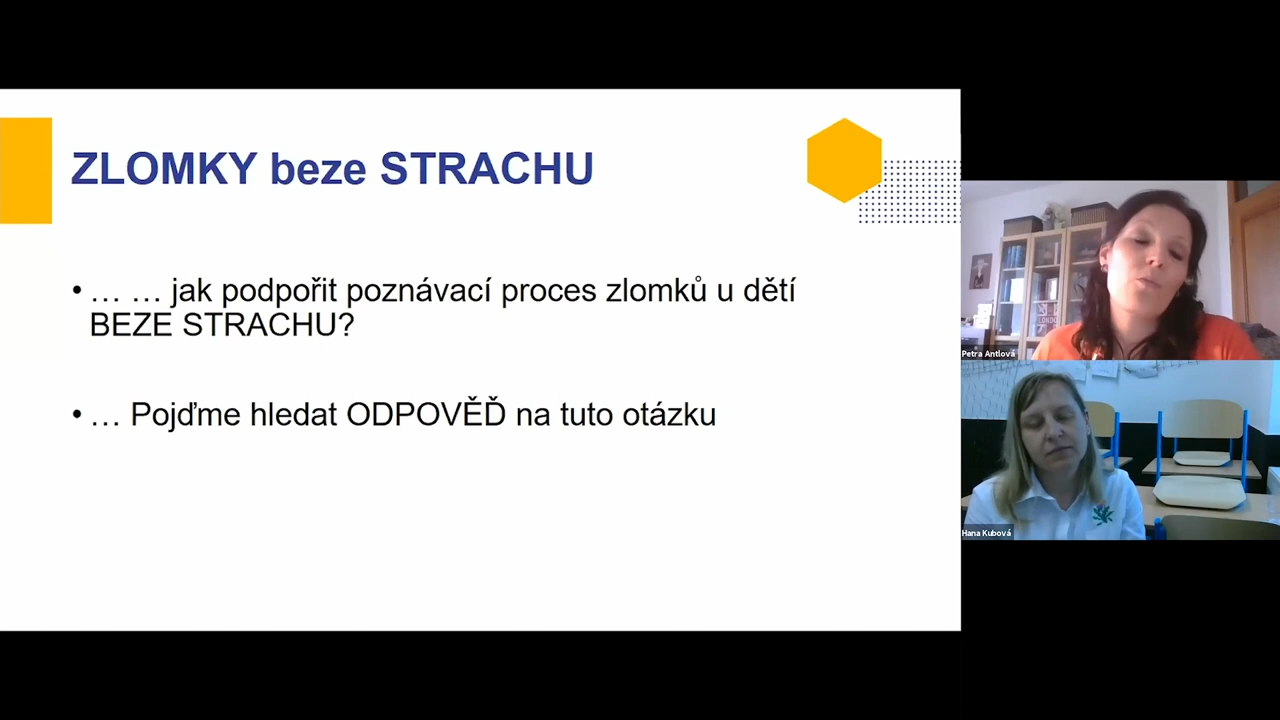 ZLOMKY beze STRACHU
• … … jak podpořit poznávací proces zlomků u dětí
BEZE STRACHU?
• … Pojďme hledat ODPOVĚĎ na tuto otázku
Petra Antlová
Hana Kubová